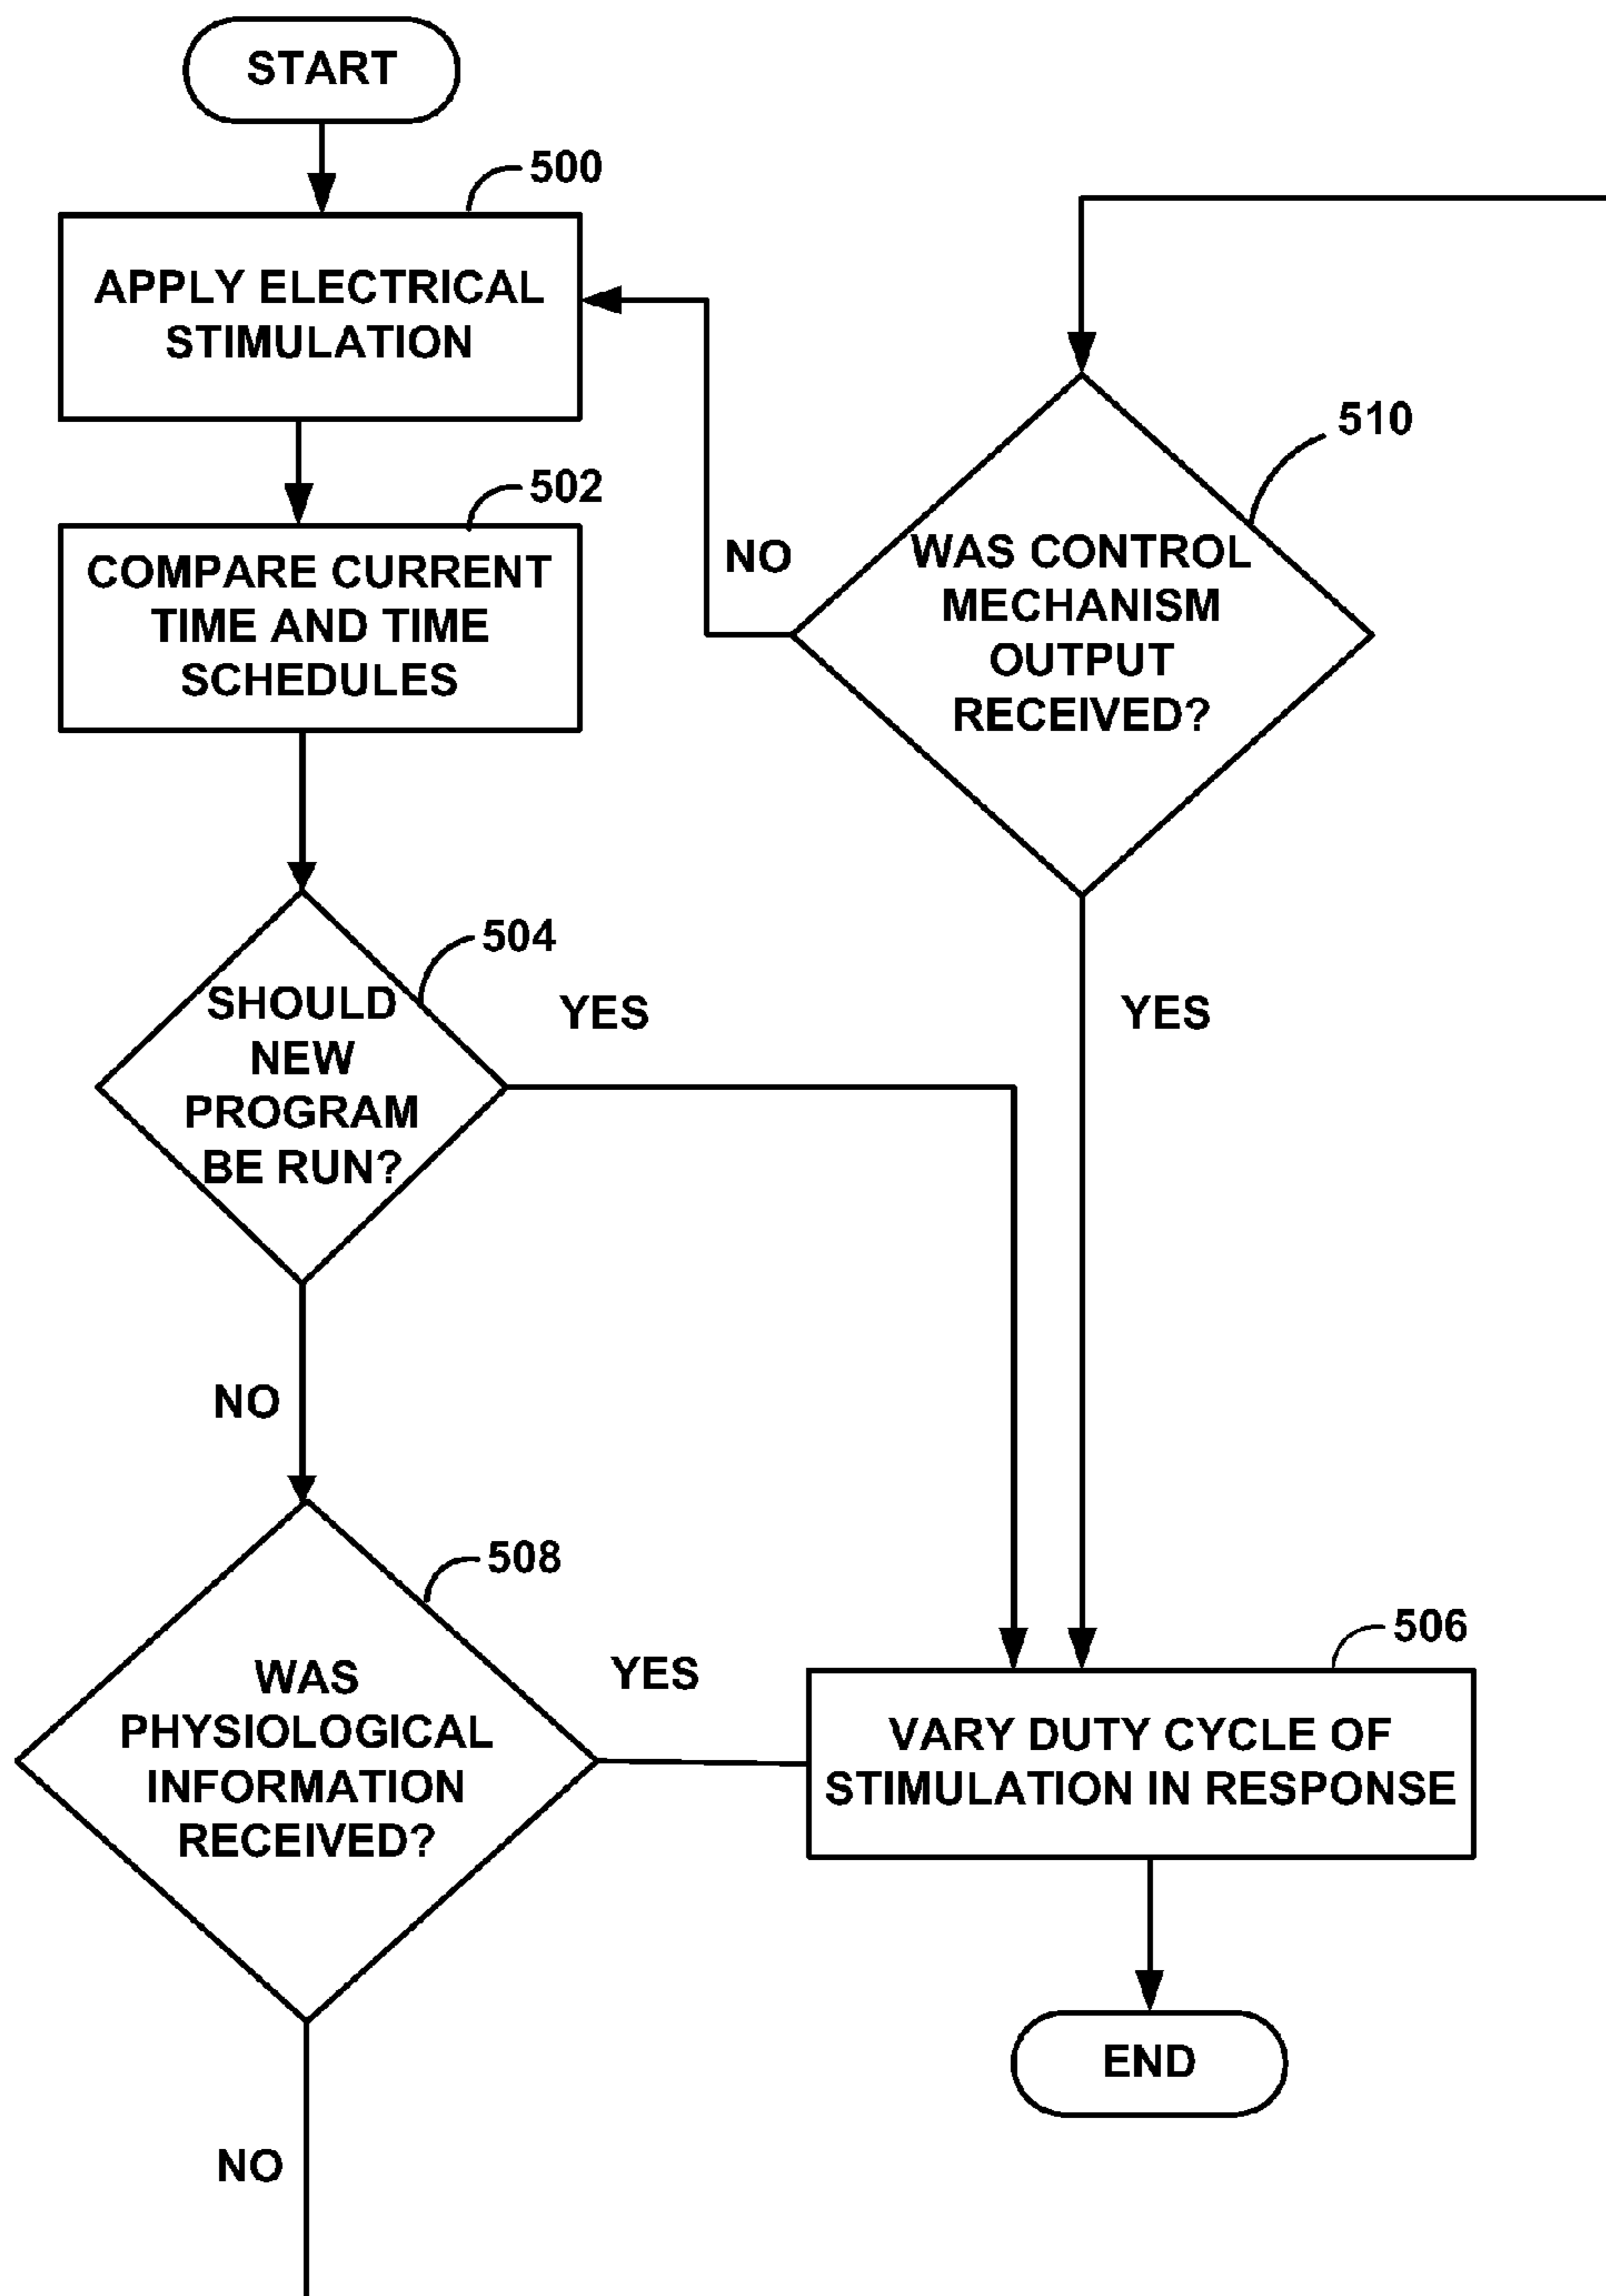 START
500
APPLY ELECTRICAL
STIMULATION
502
COMPARE CURRENT
TIME AND TIME
SCHEDULES
504
SHOULD
NEW
PROGRAM
BE RUN?
YES
NO
508
WAS
PHYSIOLOGICAL
INFORMATION
RECEIVED?
YES
NO
510
WAS CONTROL
MECHANISM
OUTPUT
RECEIVED?
NO
YES
506
VARY DUTY CYCLE OF
STIMULATION IN RESPONSE
END